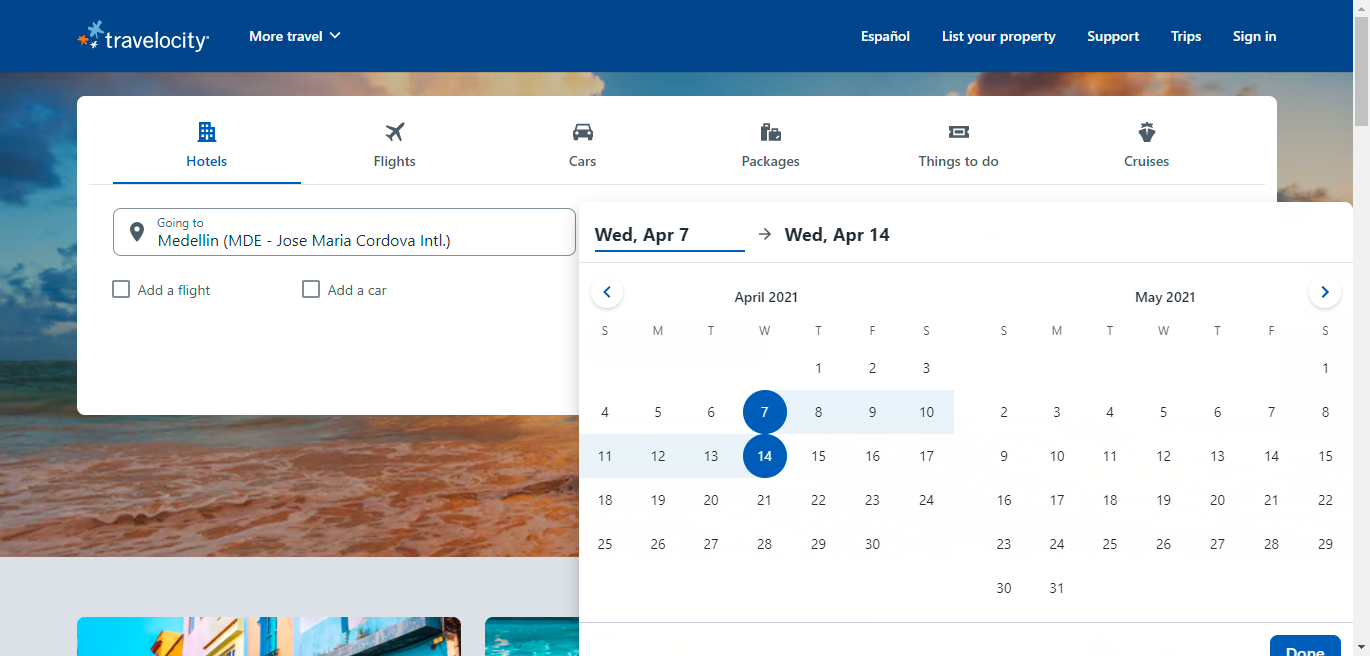 travelocity
More travel
Español
List your property
Support
Trips
Sign in
Hotels
Flights
Cars
Packages
Things to do
Cruises
Going to
Medellin (MDE - Jose Maria Cordova Intl.)
Add a flight
Add a car
Wed, Apr 7
Wed, Apr 14
April 2021
S M T W T F S
1 2 3
4 5 6 7 8 9 10
11 12 13 14 15 16 17
18 19 20 21 22 23 24
25 26 27 28 29 30
May 2021
S M T W T F S
1
2 3 4 5 6 7 8
9 10 11 12 13 14 15
16 17 18 19 20 21 22
23 24 25 26 27 28 29
30 31
Done